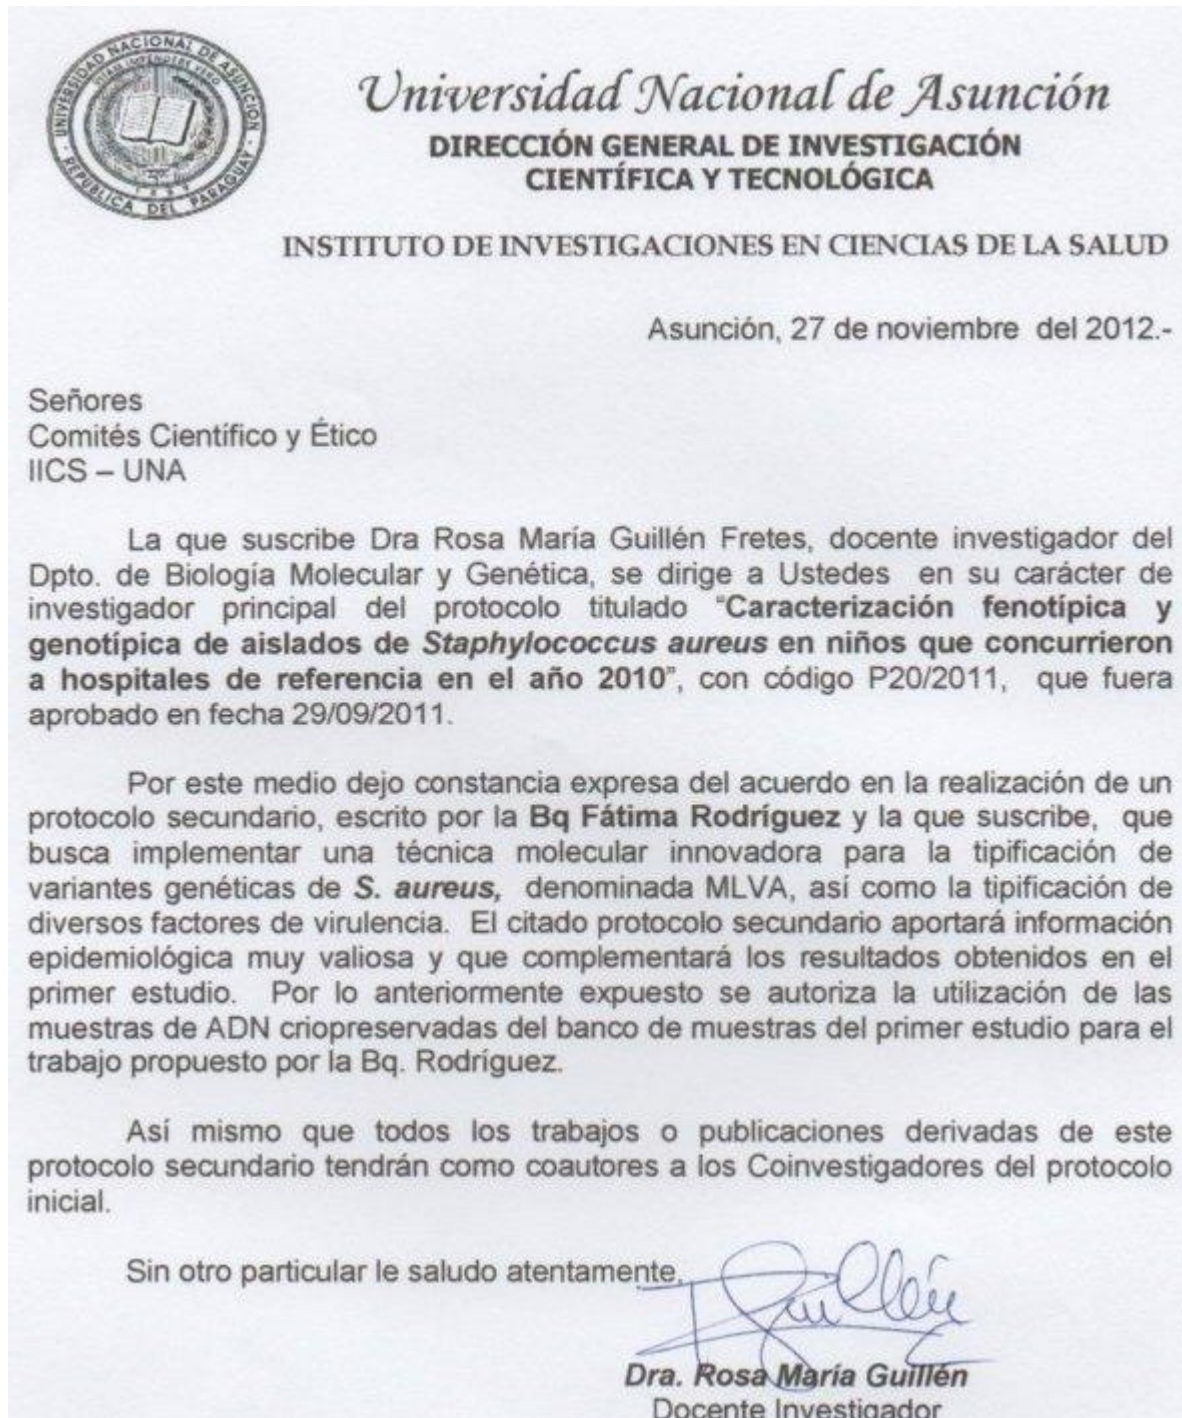 UNIVERSIDAD NACIONAL DE ASUNCION
REPUBLICA DEL PARAGUAY
Universidad Nacional de Asunción
DIRECCIÓN GENERAL DE INVESTIGACIÓN
CIENTÍFICA Y TECNOLÓGICA
INSTITUTO DE INVESTIGACIONES EN CIENCIAS DE LA SALUD
Asunción, 27 de noviembre del 2012.-
Señores
Comités Científico y Ético
IICS – UNA
La que suscribe Dra Rosa María Guillén Fretes, docente investigador del
Dpto. de Biología Molecular y Genética, se dirige a Ustedes en su carácter de
investigador principal del protocolo titulado "Caracterización fenotípica y
genotípica de aislados de Staphylococcus aureus en niños que concurrieron
a hospitales de referencia en el año 2010", con código P20/2011, que fuera
aprobado en fecha 29/09/2011.
Por este medio dejo constancia expresa del acuerdo en la realización de un
protocolo secundario, escrito por la Bq Fátima Rodríguez y la que suscribe, que
busca implementar una técnica molecular innovadora para la tipificación de
variantes genéticas de S. aureus, denominada MLVA, así como la tipificación de
diversos factores de virulencia. El citado protocolo secundario aportará información
epidemiológica muy valiosa y que complementará los resultados obtenidos en el
primer estudio. Por lo anteriormente expuesto se autoriza la utilización de las
muestras de ADN criopreservadas del banco de muestras del primer estudio para el
trabajo propuesto por la Bq. Rodríguez.
Así mismo que todos los trabajos o publicaciones derivadas de este
protocolo secundario tendrán como coautores a los Coinvestigadores del protocolo
inicial.
Sin otro particular le saludo atentamente,
Dra. Rosa María Guillén
Docente Investigador